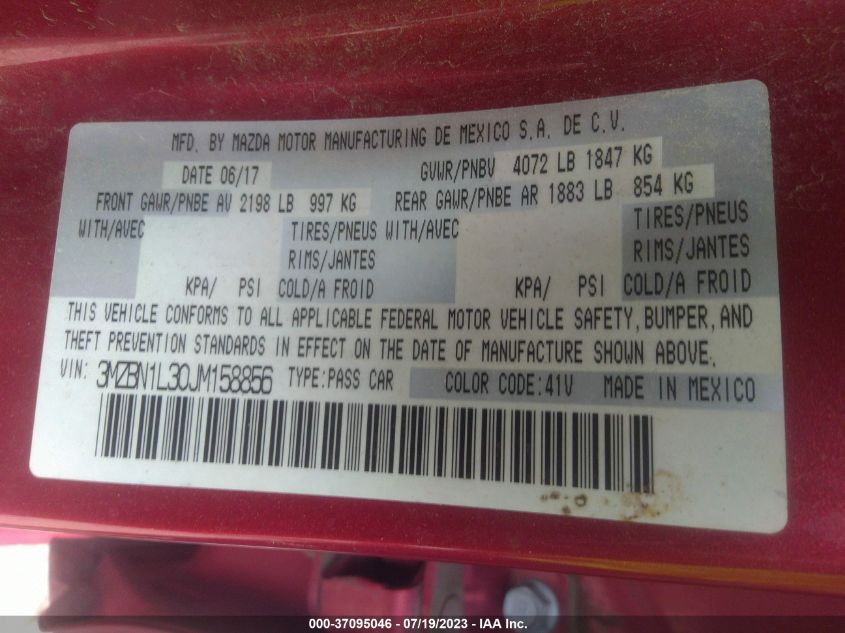 MFD. BY MAZDA MOTOR MANUFACTURING DE MEXICO S.A. DE C.V.
DATE 06/17 GVWR/PNBV 4072 LB 1847 KG
FRONT GAWR/PNBE AV 2198 LB 997 KG REAR GAWR/PNBE AR 1883 LB 854 KG
WITH/AVEC TIRES/PNEUS WITH/AVEC TIRES/PNEUS
RIMS/JANTES RIMS/JANTES
KPA/ PSI COLD/A FROID KPA/ PSI COLD/A FROID
THIS VEHICLE CONFORMS TO ALL APPLICABLE FEDERAL MOTOR VEHICLE SAFETY, BUMPER, AND
THEFT PREVENTION STANDARDS IN EFFECT ON THE DATE OF MANUFACTURE SHOWN ABOVE.
VIN: 3MZBN1L30JM158856 TYPE:PASS CAR COLOR CODE:41V MADE IN MEXICO
000-37095046 - 07/19/2023 - IAA Inc.